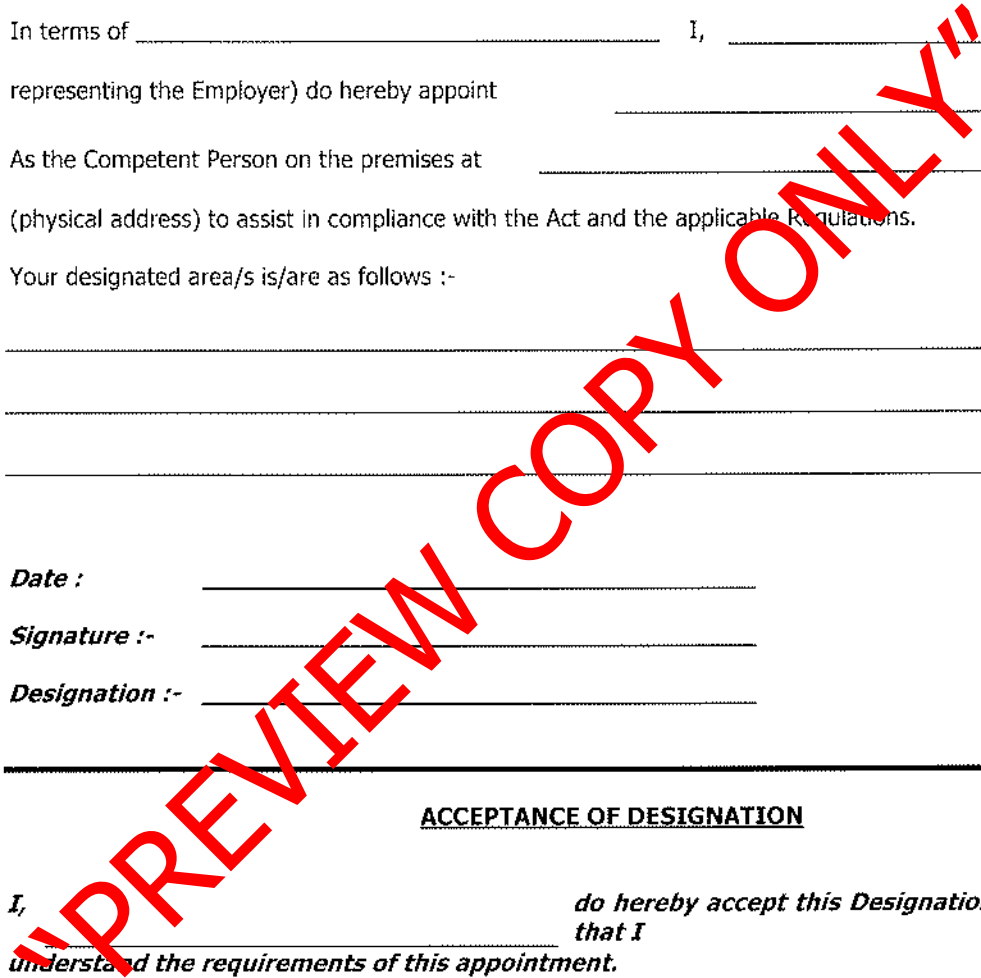 In terms of I,
representing the Employer) do hereby appoint
As the Competent Person on the premises at
(physical address) to assist in compliance with the Act and the applicable Regulations.
Your designated area/s is/are as follows :-
Date :
Signature :-
Designation :-
ACCEPTANCE OF DESIGNATION
I, do hereby accept this Designation
that I
understand the requirements of this appointment.
"PREVIEW COPY ONLY"